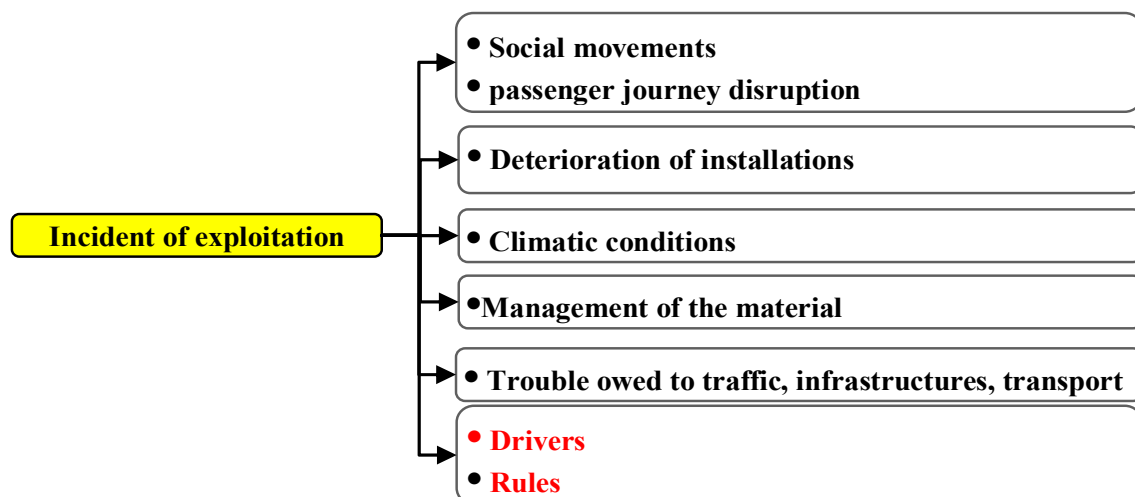 • Social movements
• passenger journey disruption
• Deterioration of installations
Incident of exploitation
• Climatic conditions
•Management of the material
• Trouble owed to traffic, infrastructures, transport
• Drivers
• Rules